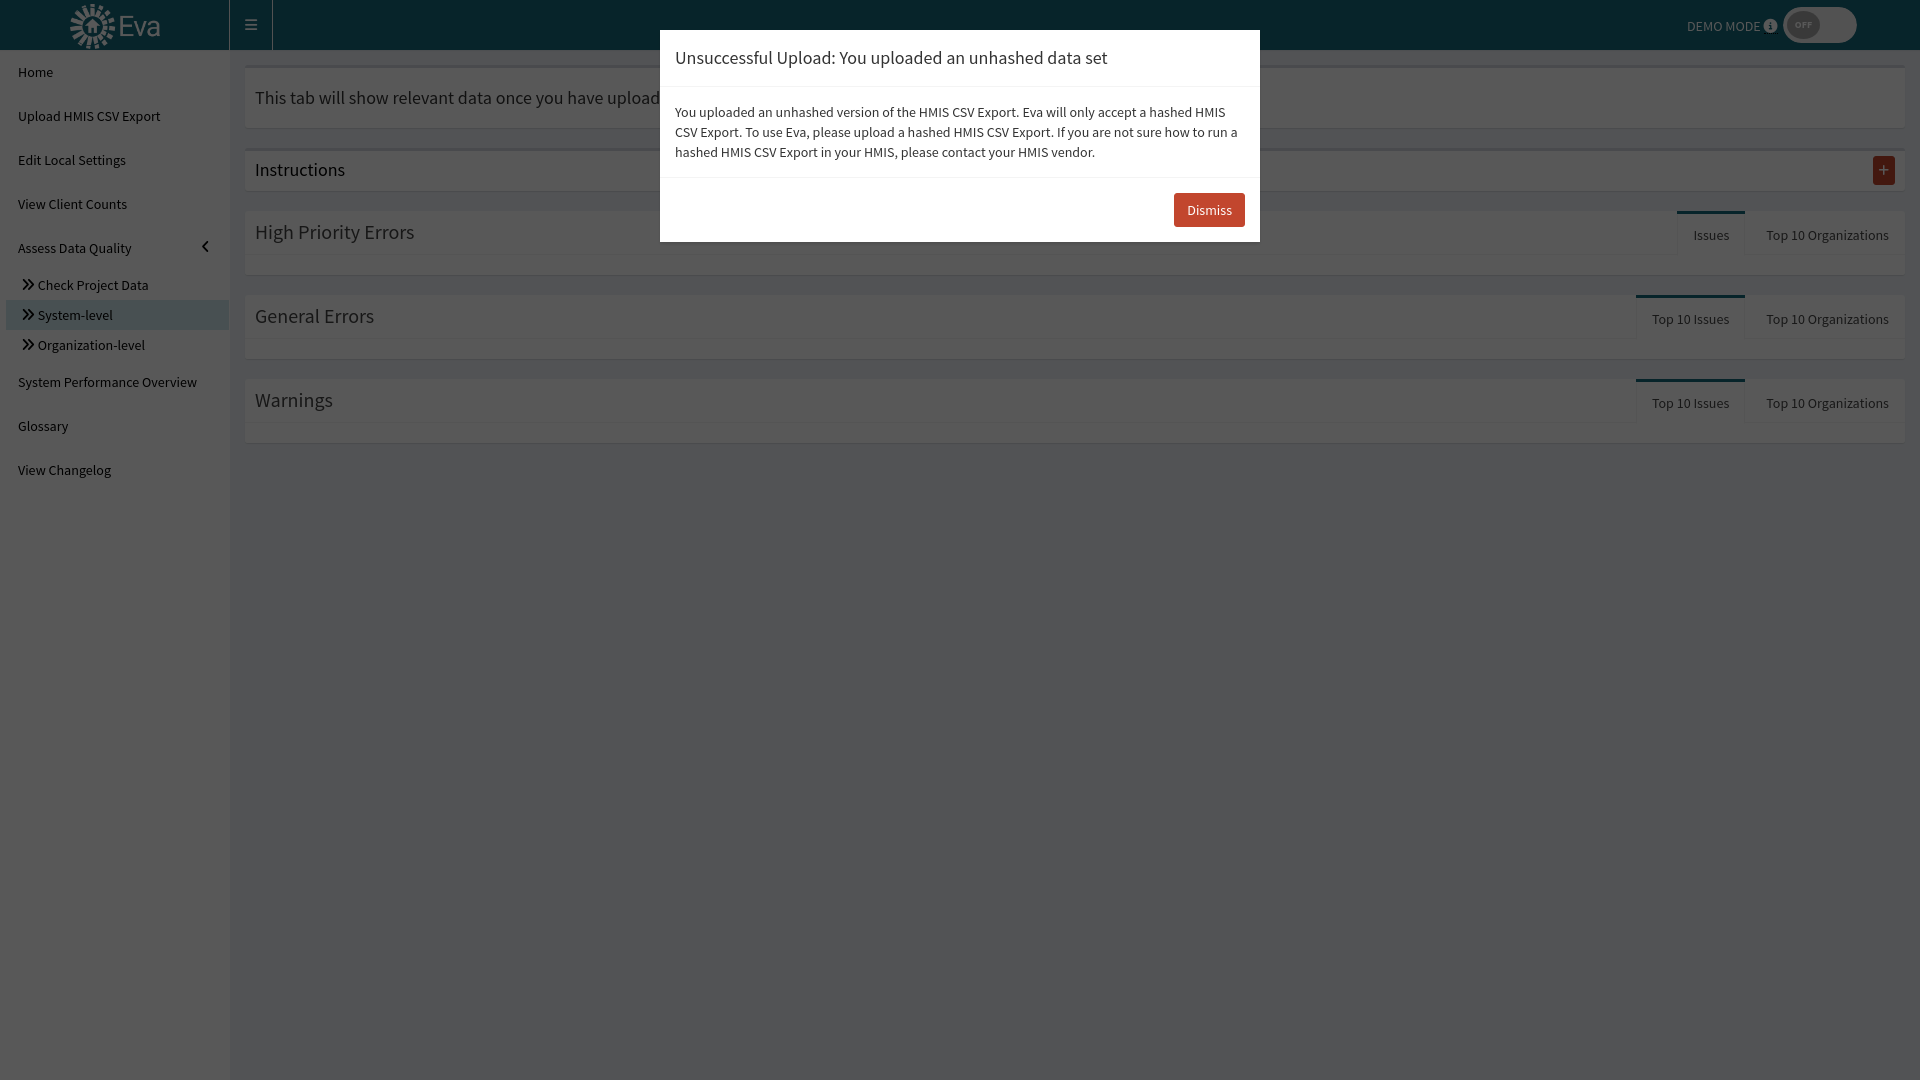 Eva
DEMO MODE
OFF
Home
Upload HMIS CSV Export
Edit Local Settings
View Client Counts
Assess Data Quality
Check Project Data
System-level
Organization-level
System Performance Overview
Glossary
View Changelog
Unsuccessful Upload: You uploaded an unhashed data set
You uploaded an unhashed version of the HMIS CSV Export. Eva will only accept a hashed HMIS
CSV Export. To use Eva, please upload a hashed HMIS CSV Export. If you are not sure how to run a
hashed HMIS CSV Export in your HMIS, please contact your HMIS vendor.
Dismiss
This tab will show relevant data once you have upload
Instructions
+
High Priority Errors
Issues
Top 10 Organizations
General Errors
Top 10 Issues
Top 10 Organizations
Warnings
Top 10 Issues
Top 10 Organizations